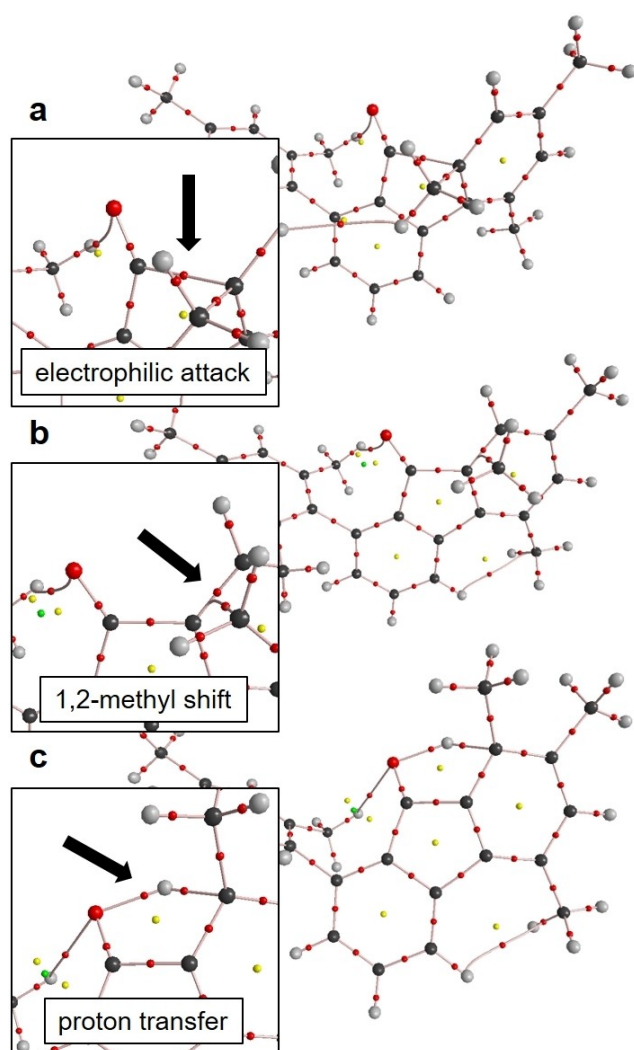 a
electrophilic attack
b
1,2-methyl shift
c
proton transfer